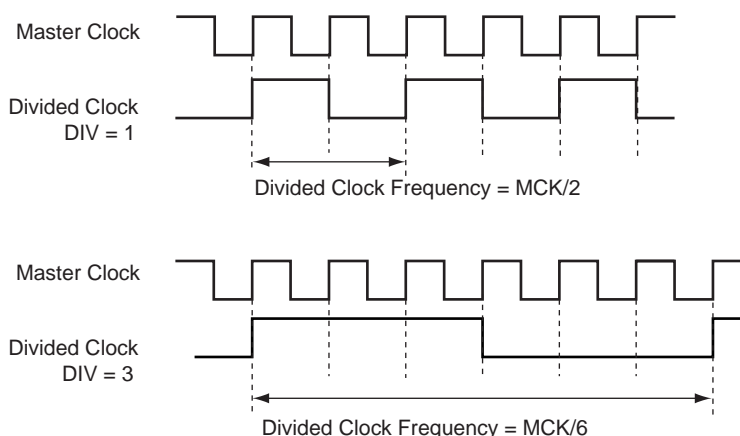 Master Clock
Divided Clock
DIV = 1
Divided Clock Frequency = MCK/2
Master Clock
Divided Clock
DIV = 3
Divided Clock Frequency = MCK/6